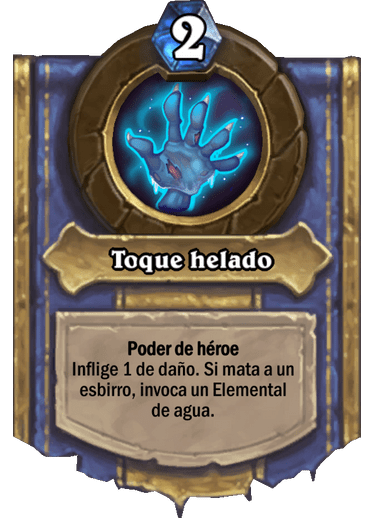 2
Toque helado
Poder de héroe
Inflige 1 de daño. Si mata a un
esbirro, invoca un Elemental
de agua.